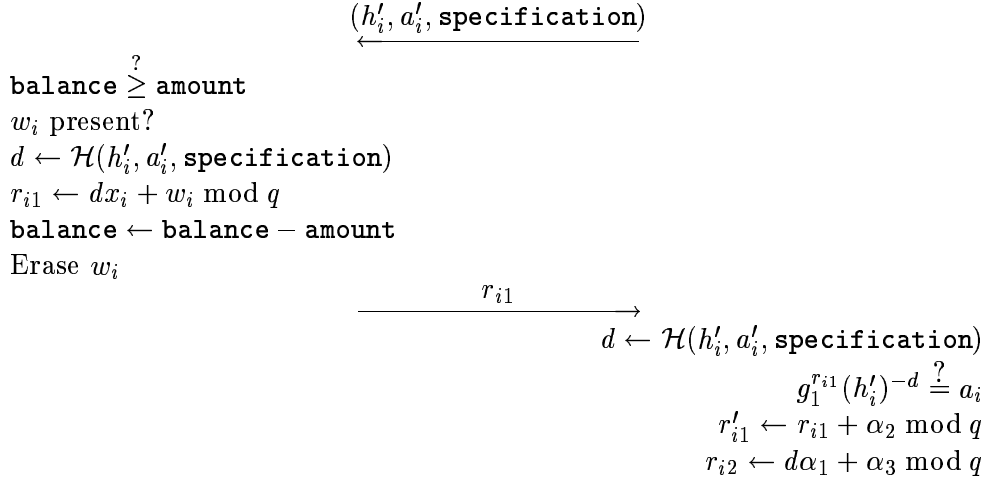 (h′ᵢ, a′ᵢ, specification)
balance ≥? amount
wᵢ present?
d ← ℋ(h′ᵢ, a′ᵢ, specification)
rᵢ₁ ← dxᵢ + wᵢ mod q
balance ← balance − amount
Erase wᵢ
rᵢ₁
d ← ℋ(h′ᵢ, a′ᵢ, specification)
g₁^{rᵢ₁}(h′ᵢ)^{−d} =? aᵢ
r′ᵢ₁ ← rᵢ₁ + α₂ mod q
rᵢ₂ ← dα₁ + α₃ mod q